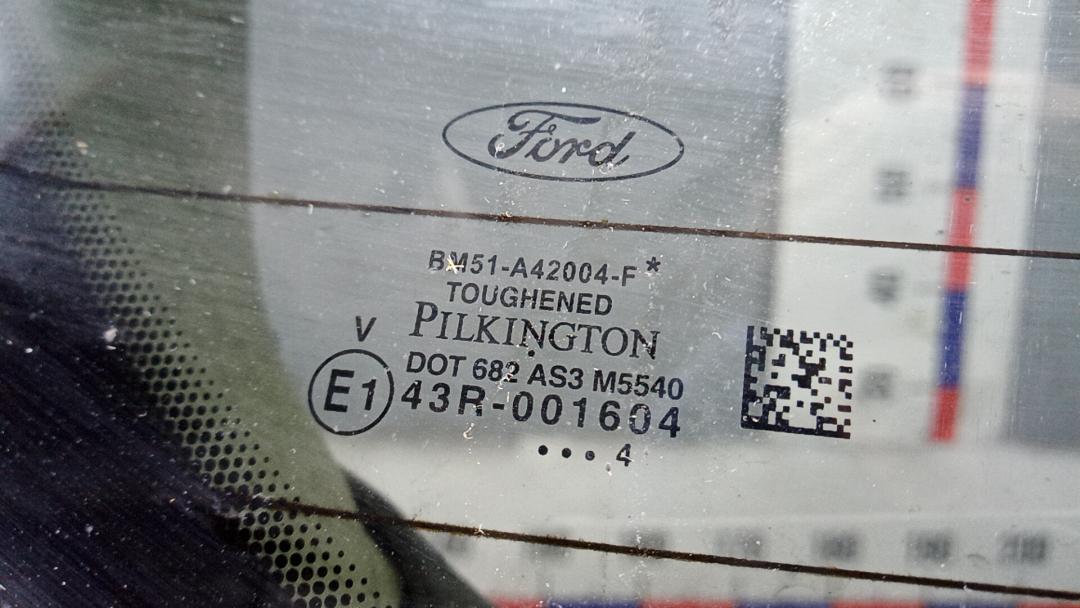 Ford
BM51-A42004-F*
TOUGHENED
V PILKINGTON
DOT 682 AS3 M5540
E1 43R-001604
••• 4